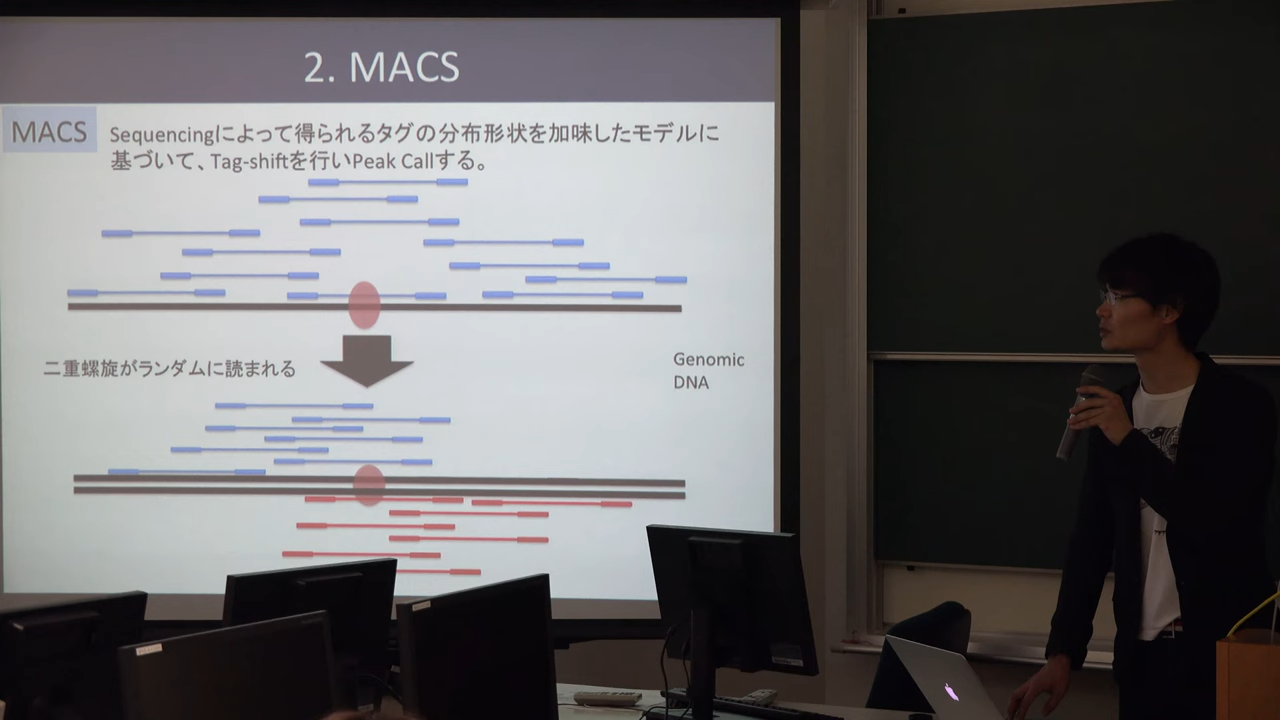 2. MACS
MACS
Sequencingによって得られるタグの分布形状を加味したモデルに
基づいて、Tag-shiftを行いPeak Callする。
二重螺旋がランダムに読まれる
Genomic
DNA